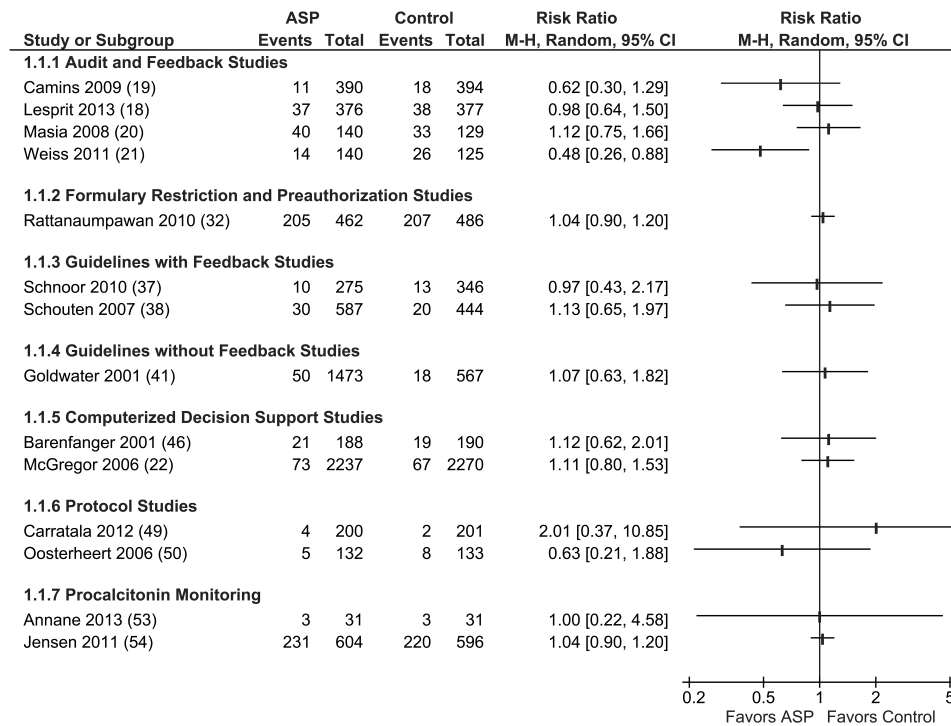 ASP Control Risk Ratio Risk Ratio
Study or Subgroup Events Total Events Total M-H, Random, 95% CI M-H, Random, 95% CI
1.1.1 Audit and Feedback Studies
Camins 2009 (19) 11 390 18 394 0.62 [0.30, 1.29]
Lesprit 2013 (18) 37 376 38 377 0.98 [0.64, 1.50]
Masia 2008 (20) 40 140 33 129 1.12 [0.75, 1.66]
Weiss 2011 (21) 14 140 26 125 0.48 [0.26, 0.88]
1.1.2 Formulary Restriction and Preauthorization Studies
Rattanaumpawan 2010 (32) 205 462 207 486 1.04 [0.90, 1.20]
1.1.3 Guidelines with Feedback Studies
Schnoor 2010 (37) 10 275 13 346 0.97 [0.43, 2.17]
Schouten 2007 (38) 30 587 20 444 1.13 [0.65, 1.97]
1.1.4 Guidelines without Feedback Studies
Goldwater 2001 (41) 50 1473 18 567 1.07 [0.63, 1.82]
1.1.5 Computerized Decision Support Studies
Barenfanger 2001 (46) 21 188 19 190 1.12 [0.62, 2.01]
McGregor 2006 (22) 73 2237 67 2270 1.11 [0.80, 1.53]
1.1.6 Protocol Studies
Carratala 2012 (49) 4 200 2 201 2.01 [0.37, 10.85]
Oosterheert 2006 (50) 5 132 8 133 0.63 [0.21, 1.88]
1.1.7 Procalcitonin Monitoring
Annane 2013 (53) 3 31 3 31 1.00 [0.22, 4.58]
Jensen 2011 (54) 231 604 220 596 1.04 [0.90, 1.20]
0.2 0.5 1 2 5
Favors ASP Favors Control